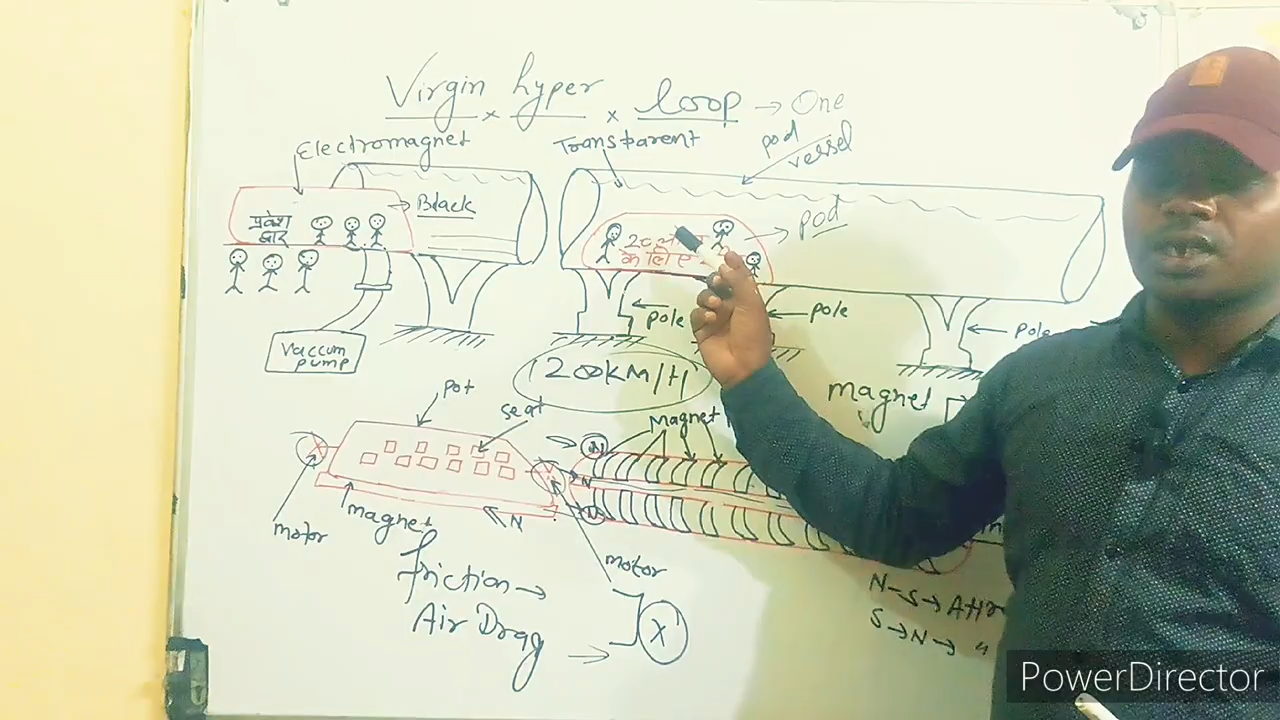 Virgin hyper loop → One
Electromagnet
Transparent
pod vessel
प्रवेश
द्वार
Black
pod
के लिए
pole
pole
pole
Vaccum
pump
1200KM/H
magnet
pot
seat
Magnet
N
N
N
N
motor
magnet
motor
friction →
Air Drag →
X
N-S→Attr
S→N→ "
PowerDirector